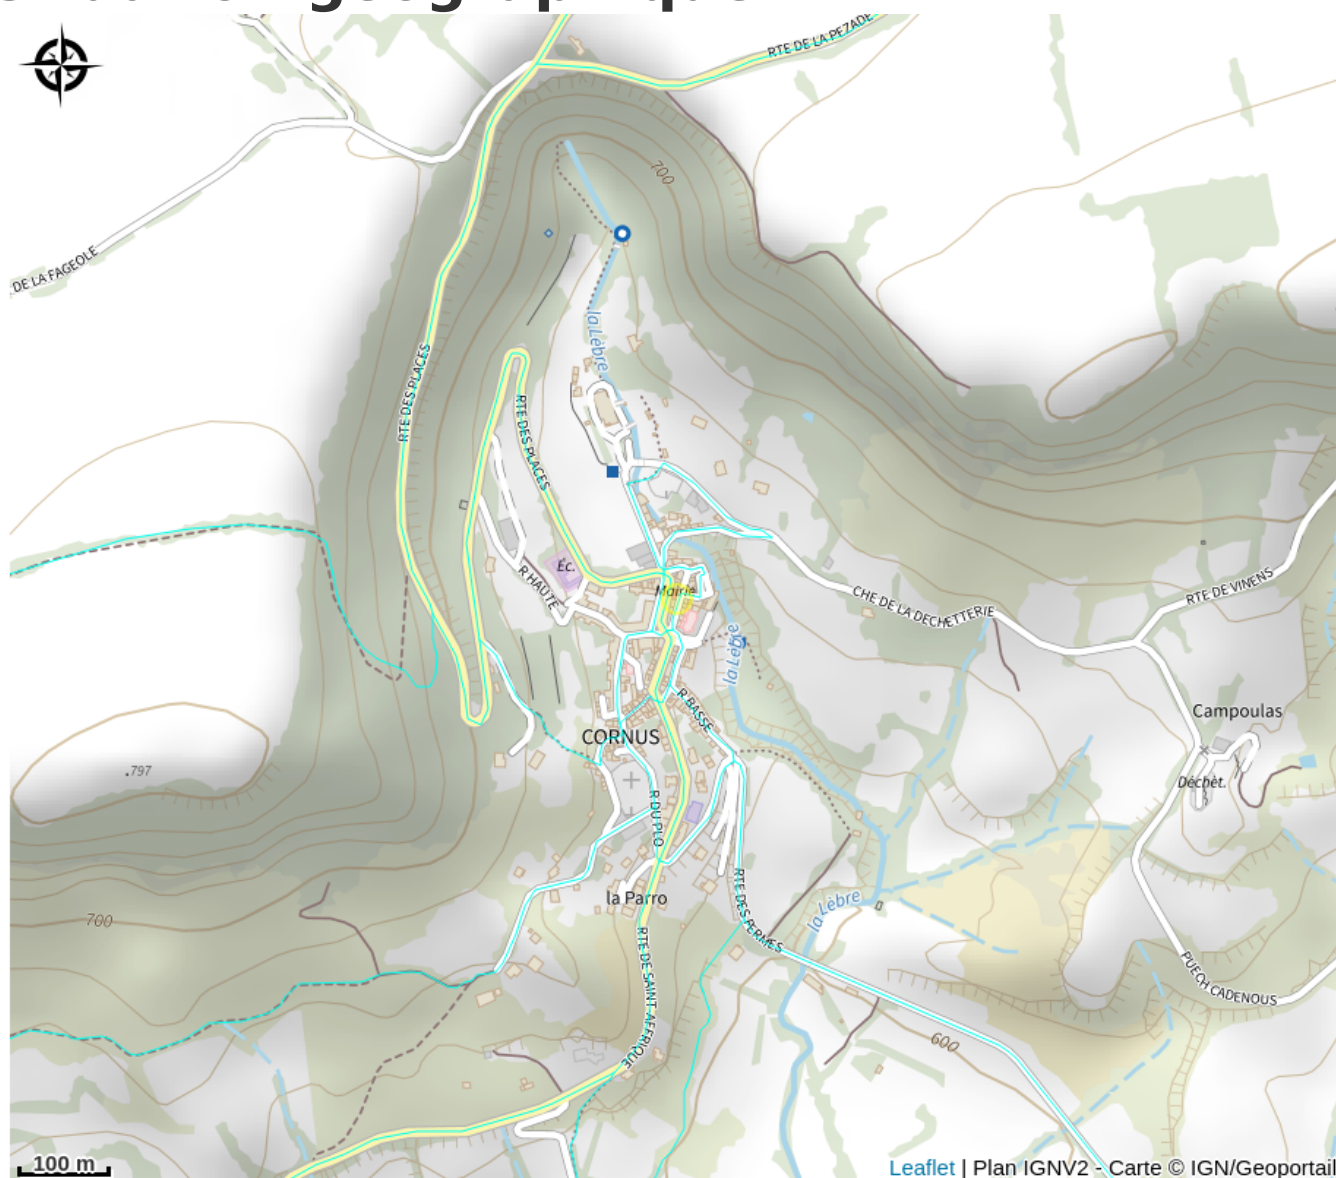 RTE DE LA PEZADE
700
DE LA FAGEOLE
la Lèbre
RTE DES PLACES
RTE DES PLACES
Éc.
R HAUTE
Mairie
CHE DE LA DECHETTERIE
RTE DE VINENS
la Lèbre
R BASSE
Campoulas
CORNUS
797
Déchèt.
R DU PLO
la Parro
RTE DES PERMES
la Lèbre
700
RTE DE SAINT-AFFRIQUE
PUECH CADENOUS
600
100 m
Leaflet | Plan IGNV2 - Carte © IGN/Geoportail